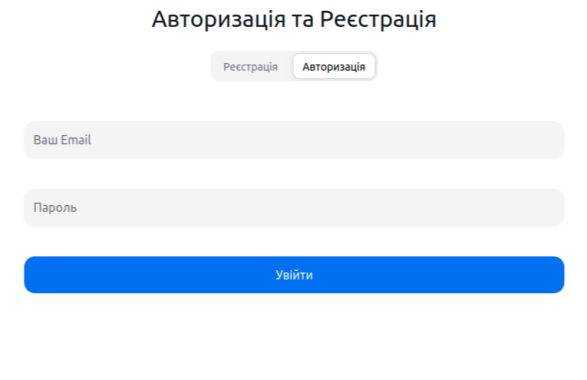 Авторизація та Реєстрація
Реєстрація Авторизація
Ваш Email
Пароль
Увійти